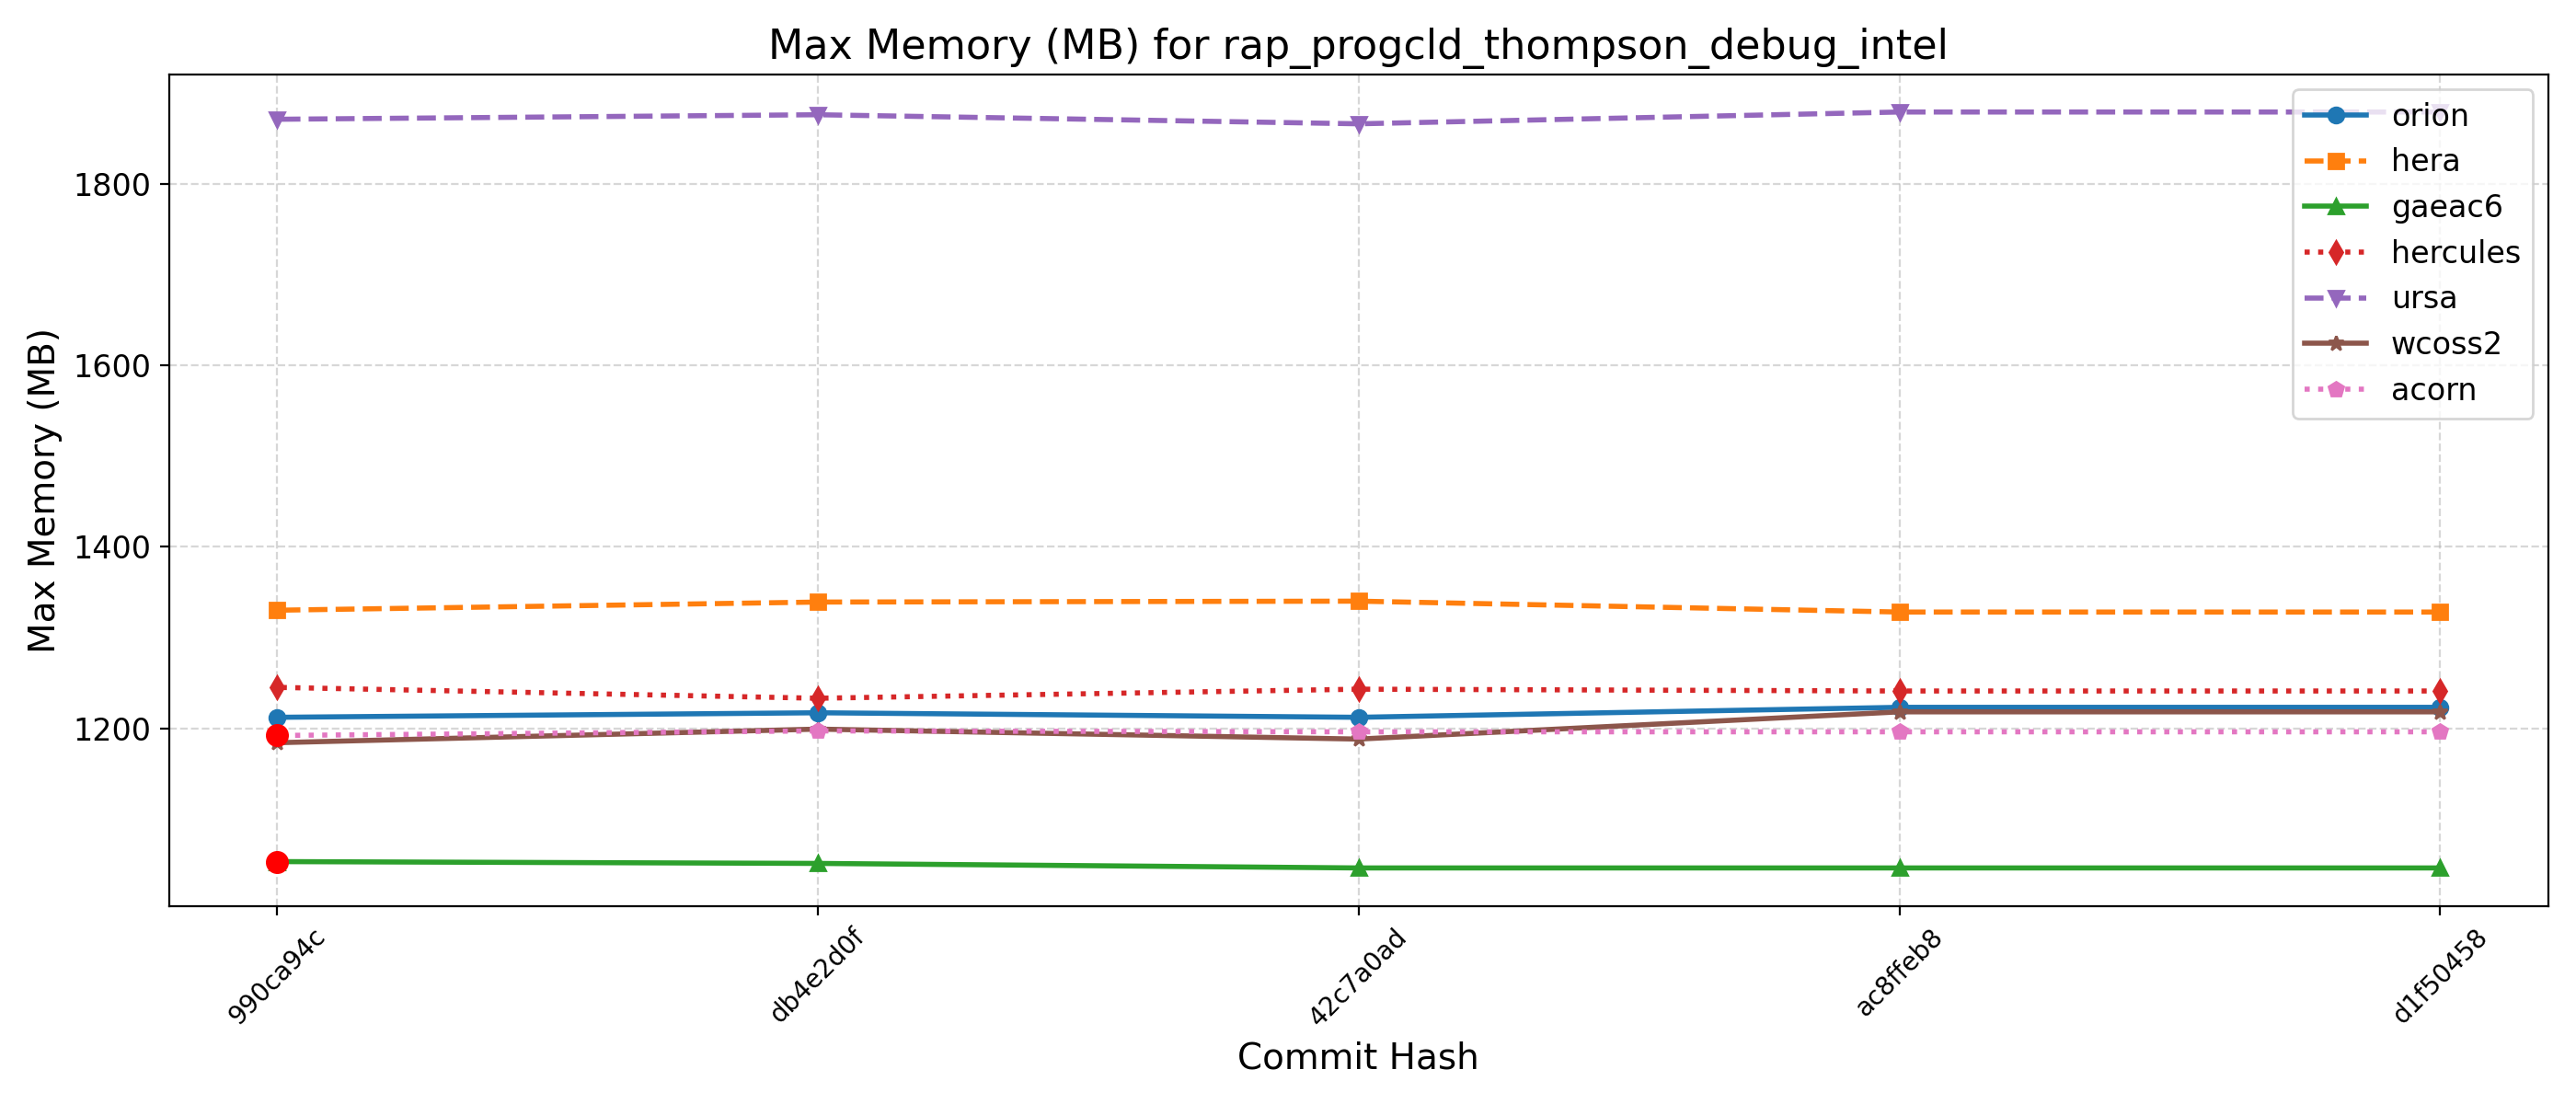 Max Memory (MB) for rap_progcld_thompson_debug_intel
Max Memory (MB)
1800
1600
1400
1200
orion
hera
gaeac6
hercules
ursa
wcoss2
acorn
990ca94c
db4e2d0f
42c7a0ad
ac8ffeb8
d1f50458
Commit Hash